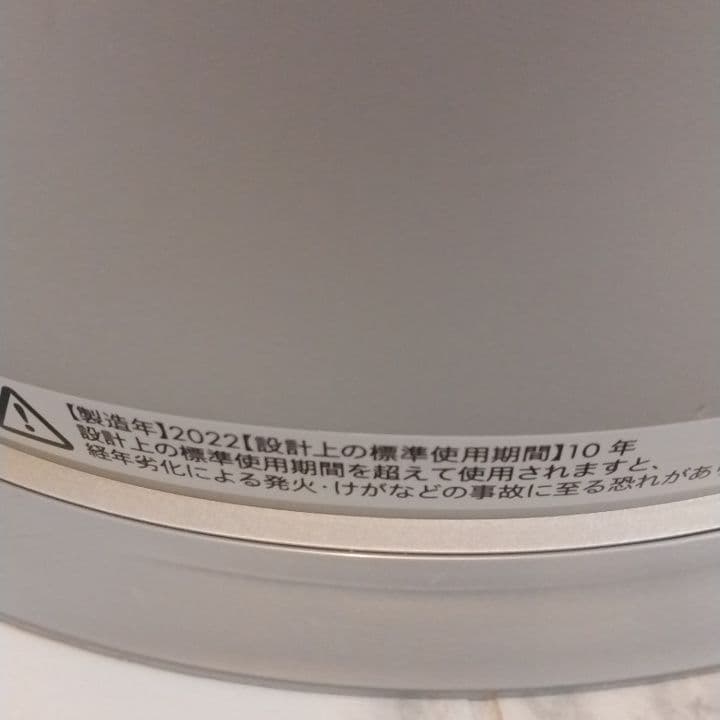 【製造年】2022【設計上の標準使用期間】10 年
設計上の標準使用期間を超えて使用されますと、
経年劣化による発火・けがなどの事故に至る恐れがあ